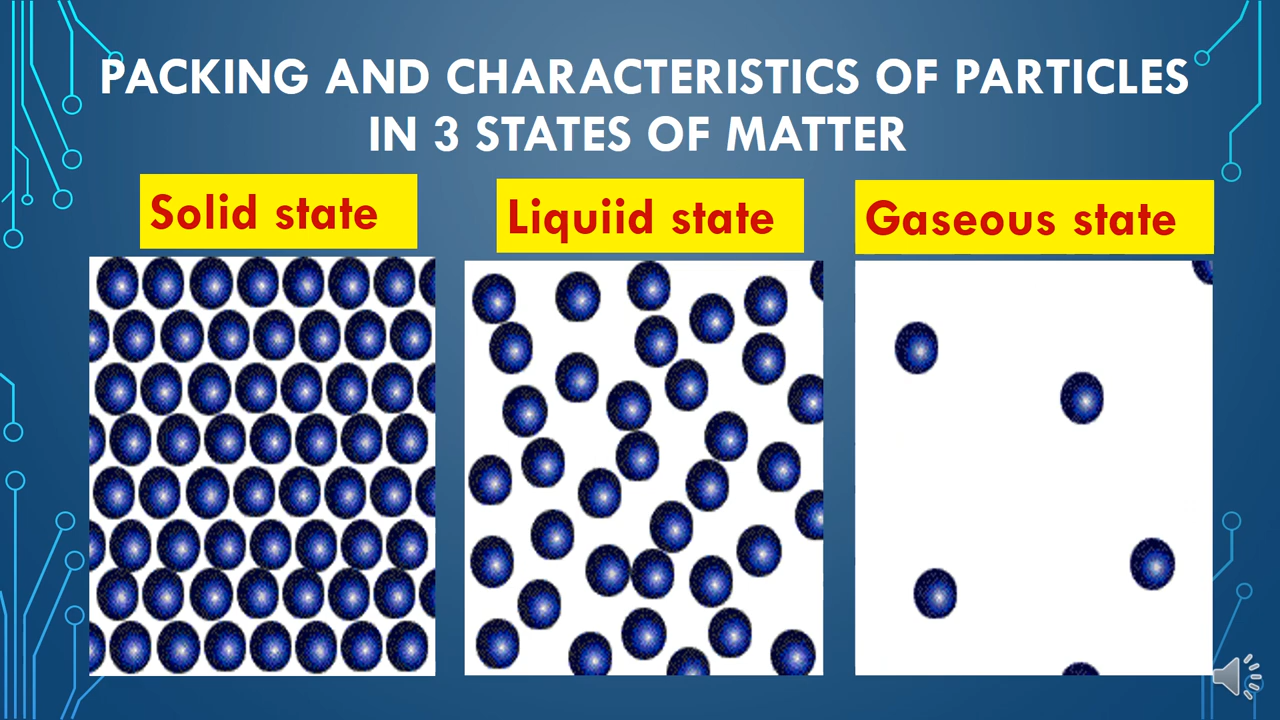 PACKING AND CHARACTERISTICS OF PARTICLES
IN 3 STATES OF MATTER
Solid state
Liquiid state
Gaseous state